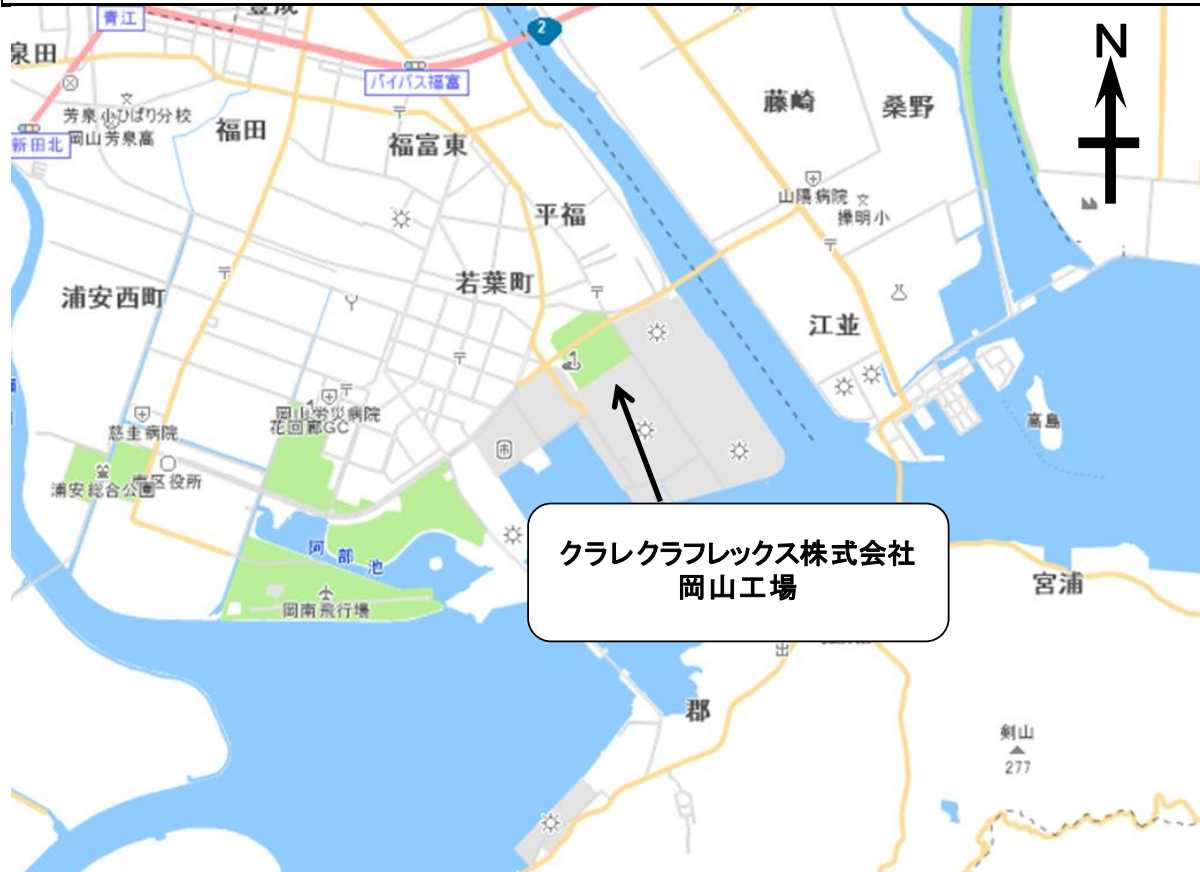 青江
2
N
泉田
バイパス福富
藤崎
桑野
芳泉小ひばり分校
岡山芳泉高
新田北
福田
福富東
山陽病院
操明小
平福
浦安西町
若葉町
江並
岡山労災病院
高島
慈圭病院
浦安総合公園
南区役所
市
クラレクラフレックス株式会社
岡山工場
阿部池
宮浦
岡南飛行場
郡
剣山
277